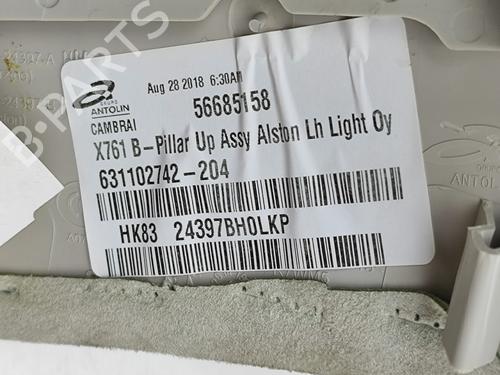 Aug 28 2018 6:30AM
GRUPO
ANTOLIN
56685158
CAMBRAI
X761 B-Pillar Up Assy Alston Lh Light Oy
631102742-204
HK83 24397BH0LKP
B-PARTS
ANTOLIN